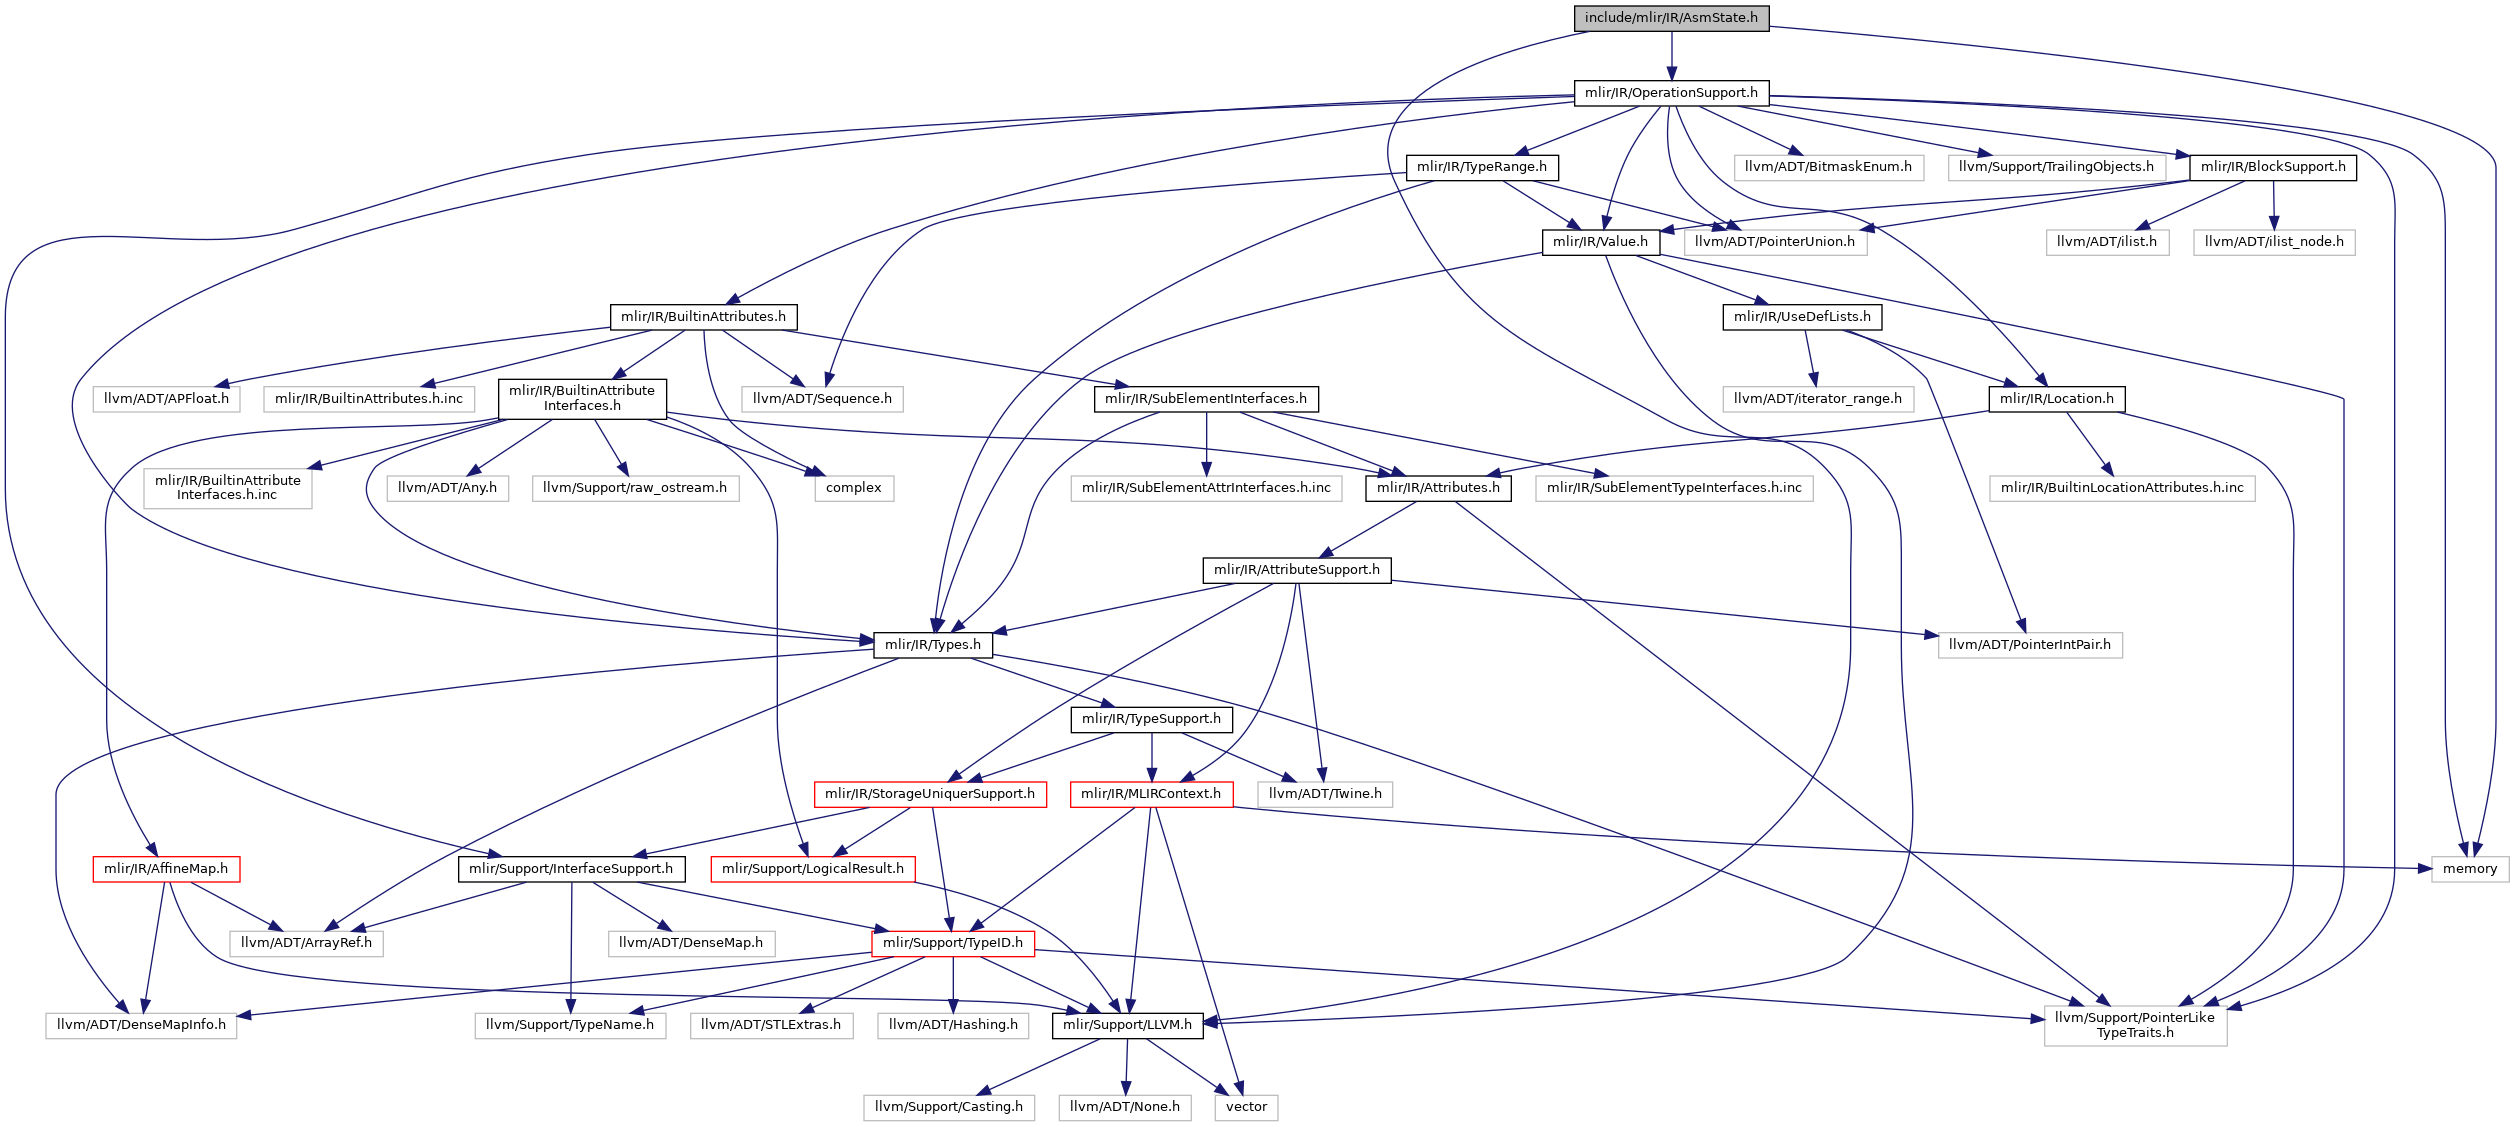 include/mlir/IR/AsmState.h
mlir/IR/OperationSupport.h
mlir/IR/TypeRange.h
llvm/ADT/BitmaskEnum.h
llvm/Support/TrailingObjects.h
mlir/IR/BlockSupport.h
mlir/IR/Value.h
llvm/ADT/PointerUnion.h
llvm/ADT/ilist.h
llvm/ADT/ilist_node.h
mlir/IR/BuiltinAttributes.h
mlir/IR/UseDefLists.h
llvm/ADT/APFloat.h
mlir/IR/BuiltinAttributes.h.inc
mlir/IR/BuiltinAttribute
Interfaces.h
llvm/ADT/Sequence.h
mlir/IR/SubElementInterfaces.h
llvm/ADT/iterator_range.h
mlir/IR/Location.h
mlir/IR/BuiltinAttribute
Interfaces.h.inc
llvm/ADT/Any.h
llvm/Support/raw_ostream.h
complex
mlir/IR/SubElementAttrInterfaces.h.inc
mlir/IR/Attributes.h
mlir/IR/SubElementTypeInterfaces.h.inc
mlir/IR/BuiltinLocationAttributes.h.inc
mlir/IR/AttributeSupport.h
mlir/IR/Types.h
llvm/ADT/PointerIntPair.h
mlir/IR/TypeSupport.h
mlir/IR/StorageUniquerSupport.h
mlir/IR/MLIRContext.h
llvm/ADT/Twine.h
mlir/IR/AffineMap.h
mlir/Support/InterfaceSupport.h
mlir/Support/LogicalResult.h
memory
llvm/ADT/ArrayRef.h
llvm/ADT/DenseMap.h
mlir/Support/TypeID.h
llvm/ADT/DenseMapInfo.h
llvm/Support/TypeName.h
llvm/ADT/STLExtras.h
llvm/ADT/Hashing.h
mlir/Support/LLVM.h
llvm/Support/PointerLike
TypeTraits.h
llvm/Support/Casting.h
llvm/ADT/None.h
vector